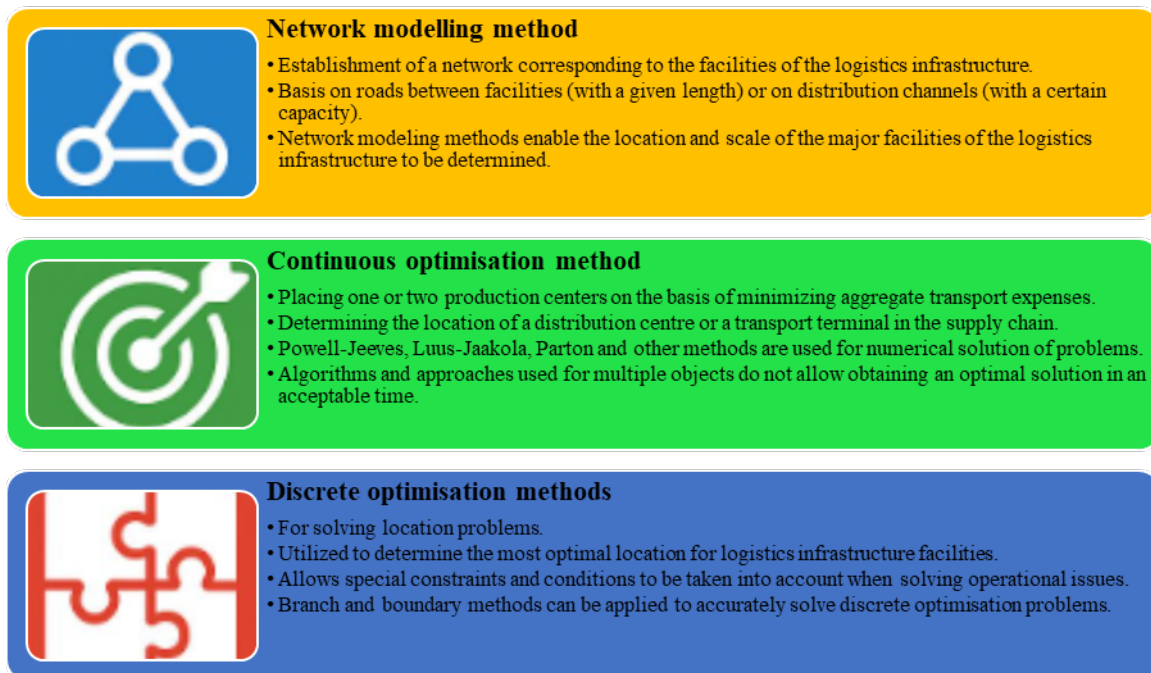 Network modelling method
• Establishment of a network corresponding to the facilities of the logistics infrastructure.
• Basis on roads between facilities (with a given length) or on distribution channels (with a certain
capacity).
• Network modeling methods enable the location and scale of the major facilities of the logistics
infrastructure to be determined.
Continuous optimisation method
• Placing one or two production centers on the basis of minimizing aggregate transport expenses.
• Determining the location of a distribution centre or a transport terminal in the supply chain.
• Powell-Jeeves, Luus-Jaakola, Parton and other methods are used for numerical solution of problems.
• Algorithms and approaches used for multiple objects do not allow obtaining an optimal solution in an
acceptable time.
Discrete optimisation methods
• For solving location problems.
• Utilized to determine the most optimal location for logistics infrastructure facilities.
• Allows special constraints and conditions to be taken into account when solving operational issues.
• Branch and boundary methods can be applied to accurately solve discrete optimisation problems.